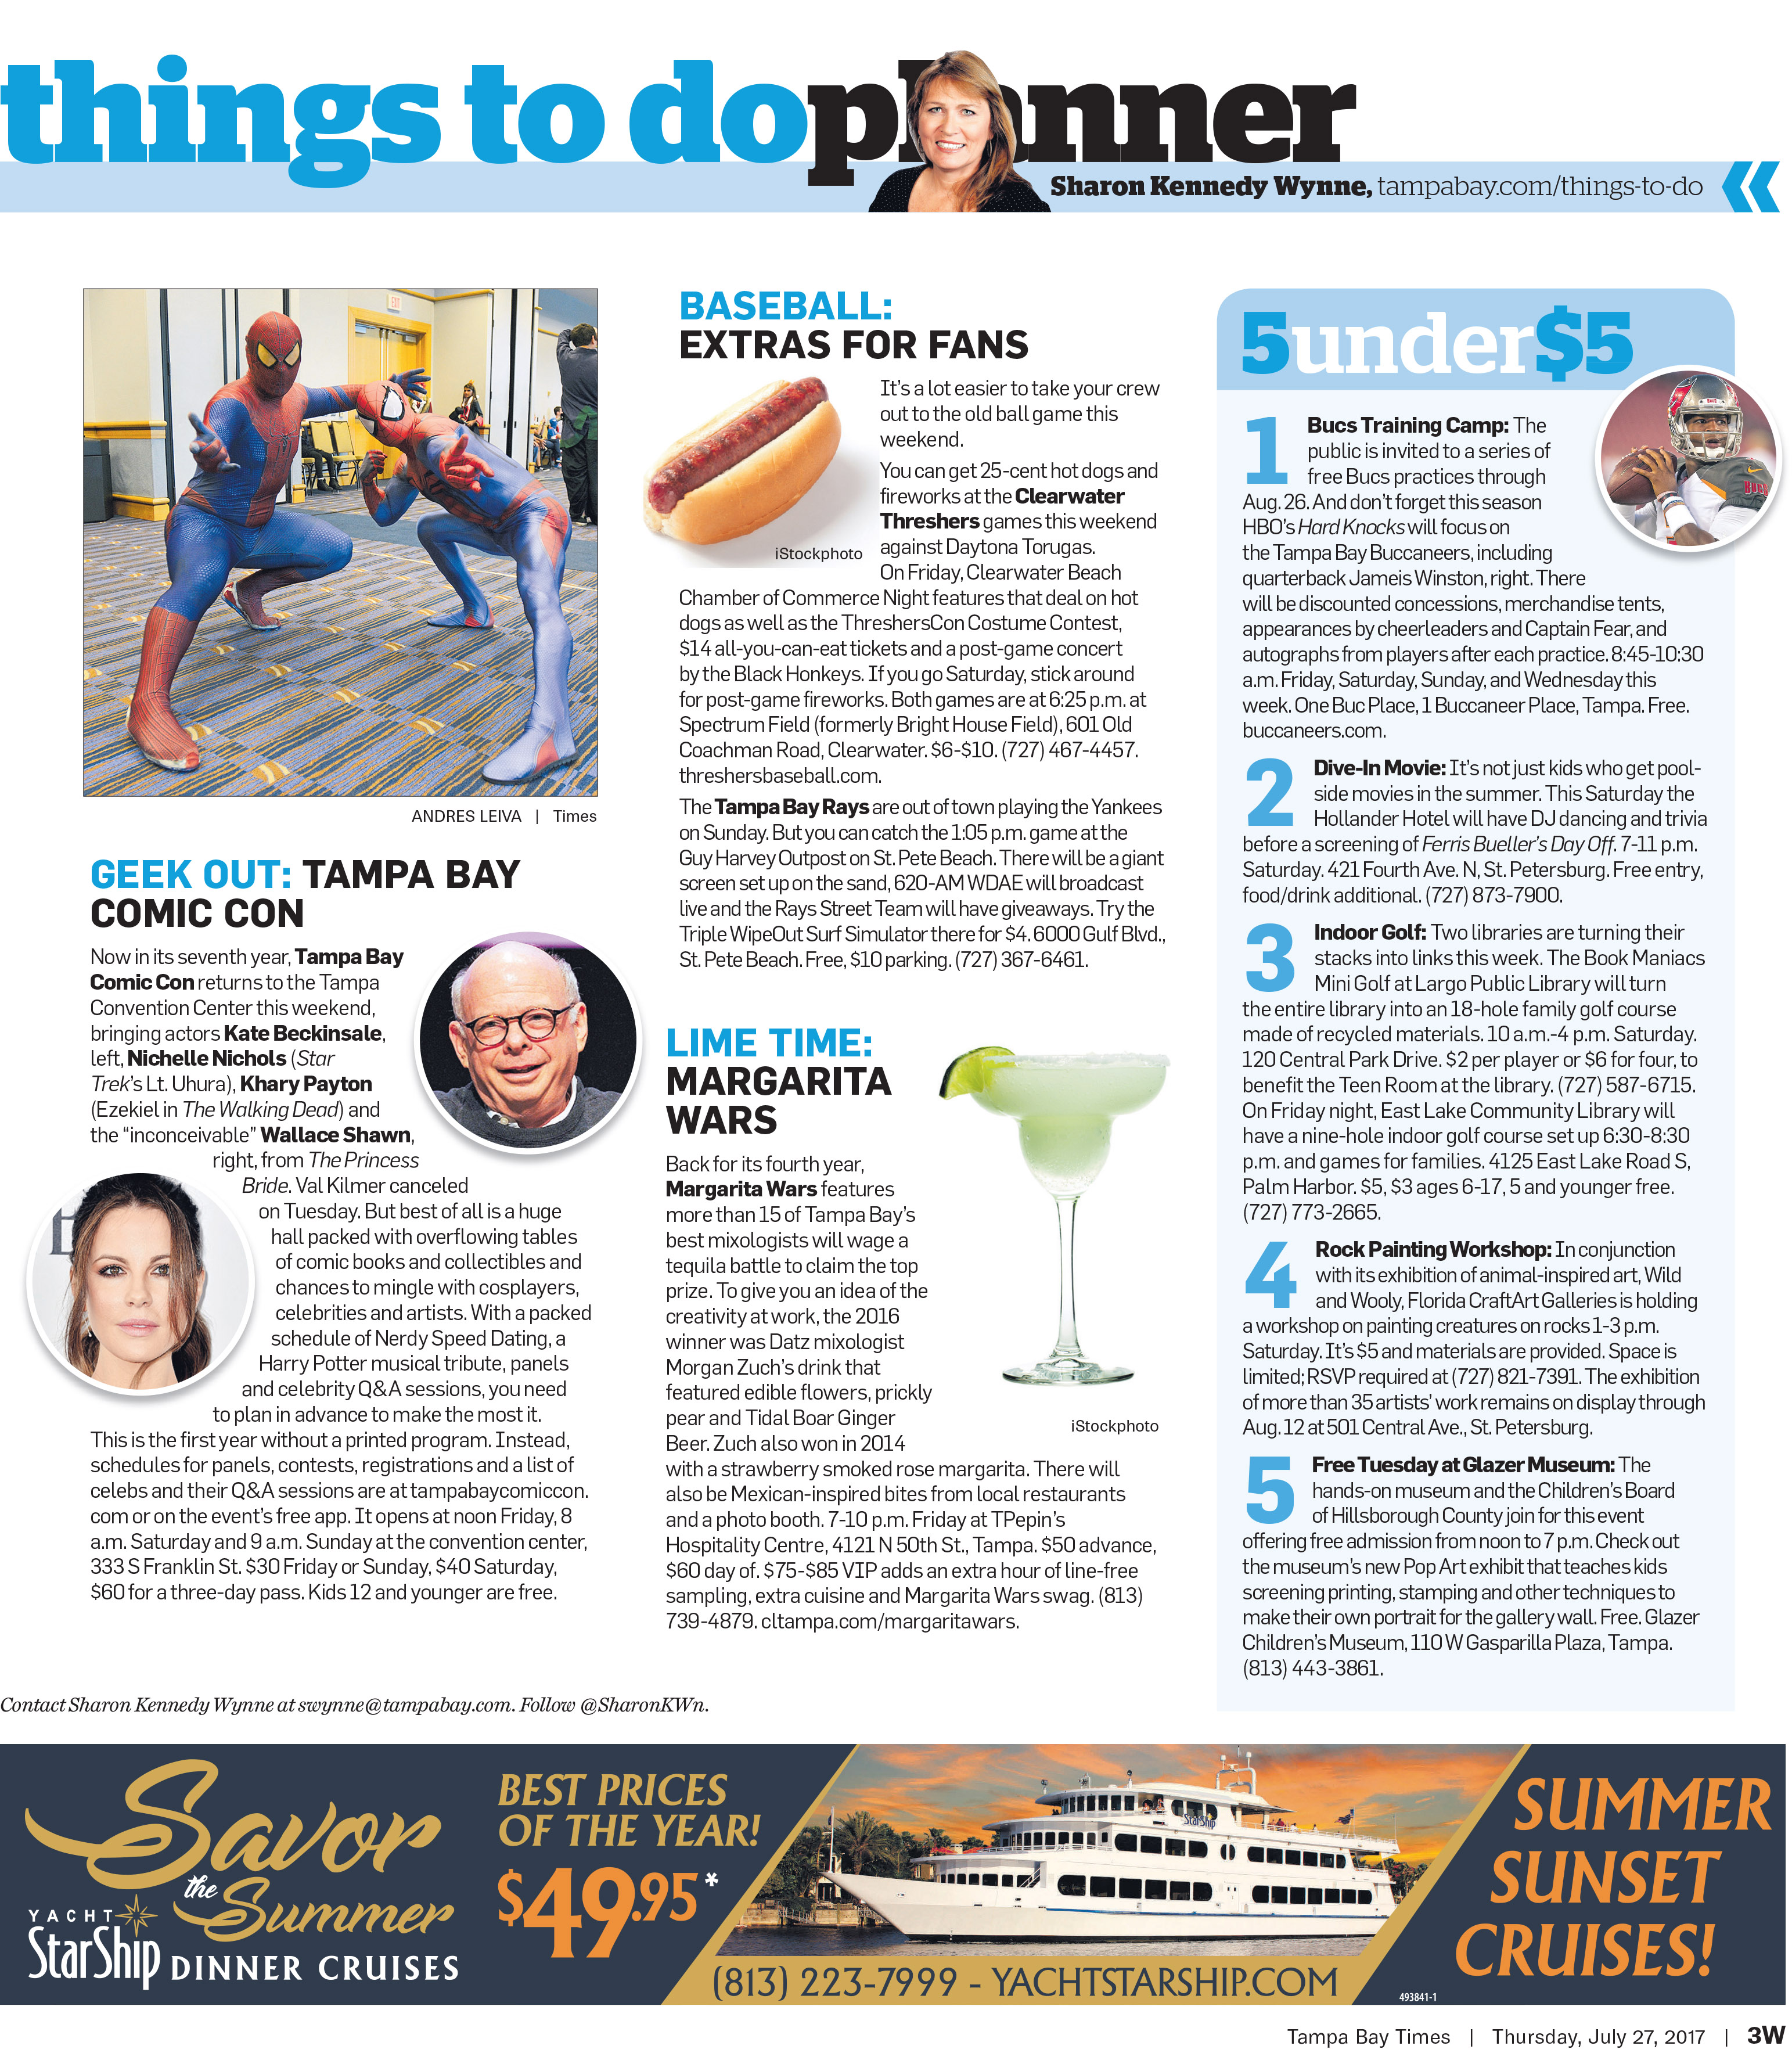 things to do planner
Sharon Kennedy Wynne, tampabay.com/things-to-do
EXIT
ANDRES LEIVA | Times
GEEK OUT: TAMPA BAY
COMIC CON
Now in its seventh year, Tampa Bay
Comic Con returns to the Tampa
Convention Center this weekend,
bringing actors Kate Beckinsale,
left, Nichelle Nichols (Star
Trek's Lt. Uhura), Khary Payton
(Ezekiel in The Walking Dead) and
the "inconceivable" Wallace Shawn,
right, from The Princess
Bride. Val Kilmer canceled
on Tuesday. But best of all is a huge
hall packed with overflowing tables
of comic books and collectibles and
chances to mingle with cosplayers,
celebrities and artists. With a packed
schedule of Nerdy Speed Dating, a
Harry Potter musical tribute, panels
and celebrity Q&A sessions, you need
to plan in advance to make the most it.
This is the first year without a printed program. Instead,
schedules for panels, contests, registrations and a list of
celebs and their Q&A sessions are at tampabaycomiccon.
com or on the event's free app. It opens at noon Friday, 8
a.m. Saturday and 9 a.m. Sunday at the convention center,
333 S Franklin St. $30 Friday or Sunday, $40 Saturday,
$60 for a three-day pass. Kids 12 and younger are free.
BASEBALL:
EXTRAS FOR FANS
It's a lot easier to take your crew
out to the old ball game this
weekend.
You can get 25-cent hot dogs and
fireworks at the Clearwater
Threshers games this weekend
against Daytona Torugas.
iStockphoto
On Friday, Clearwater Beach
Chamber of Commerce Night features that deal on hot
dogs as well as the ThreshersCon Costume Contest,
$14 all-you-can-eat tickets and a post-game concert
by the Black Honkeys. If you go Saturday, stick around
for post-game fireworks. Both games are at 6:25 p.m. at
Spectrum Field (formerly Bright House Field), 601 Old
Coachman Road, Clearwater. $6-$10. (727) 467-4457.
threshersbaseball.com.
The Tampa Bay Rays are out of town playing the Yankees
on Sunday. But you can catch the 1:05 p.m. game at the
Guy Harvey Outpost on St. Pete Beach. There will be a giant
screen set up on the sand, 620-AM WDAE will broadcast
live and the Rays Street Team will have giveaways. Try the
Triple WipeOut Surf Simulator there for $4. 6000 Gulf Blvd.,
St. Pete Beach. Free, $10 parking. (727) 367-6461.
LIME TIME:
MARGARITA
WARS
Back for its fourth year,
Margarita Wars features
more than 15 of Tampa Bay's
best mixologists will wage a
tequila battle to claim the top
prize. To give you an idea of the
creativity at work, the 2016
winner was Datz mixologist
Morgan Zuch's drink that
featured edible flowers, prickly
pear and Tidal Boar Ginger
Beer. Zuch also won in 2014
iStockphoto
with a strawberry smoked rose margarita. There will
also be Mexican-inspired bites from local restaurants
and a photo booth. 7-10 p.m. Friday at TPepin's
Hospitality Centre, 4121 N 50th St., Tampa. $50 advance,
$60 day of. $75-$85 VIP adds an extra hour of line-free
sampling, extra cuisine and Margarita Wars swag. (813)
739-4879. cltampa.com/margaritawars.
5under$5
1 Bucs Training Camp: The
public is invited to a series of
free Bucs practices through
Aug. 26. And don't forget this season
HBO's Hard Knocks will focus on
the Tampa Bay Buccaneers, including
quarterback Jameis Winston, right. There
will be discounted concessions, merchandise tents,
appearances by cheerleaders and Captain Fear, and
autographs from players after each practice. 8:45-10:30
a.m. Friday, Saturday, Sunday, and Wednesday this
week. One Buc Place, 1 Buccaneer Place, Tampa. Free.
buccaneers.com.
2 Dive-In Movie: It's not just kids who get pool-
side movies in the summer. This Saturday the
Hollander Hotel will have DJ dancing and trivia
before a screening of Ferris Bueller's Day Off. 7-11 p.m.
Saturday. 421 Fourth Ave. N, St. Petersburg. Free entry,
food/drink additional. (727) 873-7900.
3 Indoor Golf: Two libraries are turning their
stacks into links this week. The Book Maniacs
Mini Golf at Largo Public Library will turn
the entire library into an 18-hole family golf course
made of recycled materials. 10 a.m.-4 p.m. Saturday.
120 Central Park Drive. $2 per player or $6 for four, to
benefit the Teen Room at the library. (727) 587-6715.
On Friday night, East Lake Community Library will
have a nine-hole indoor golf course set up 6:30-8:30
p.m. and games for families. 4125 East Lake Road S,
Palm Harbor. $5, $3 ages 6-17, 5 and younger free.
(727) 773-2665.
4 Rock Painting Workshop: In conjunction
with its exhibition of animal-inspired art, Wild
and Wooly, Florida CraftArt Galleries is holding
a workshop on painting creatures on rocks 1-3 p.m.
Saturday. It's $5 and materials are provided. Space is
limited; RSVP required at (727) 821-7391. The exhibition
of more than 35 artists' work remains on display through
Aug. 12 at 501 Central Ave., St. Petersburg.
5 Free Tuesday at Glazer Museum: The
hands-on museum and the Children's Board
of Hillsborough County join for this event
offering free admission from noon to 7 p.m. Check out
the museum's new Pop Art exhibit that teaches kids
screening printing, stamping and other techniques to
make their own portrait for the gallery wall. Free. Glazer
Children's Museum, 110 W Gasparilla Plaza, Tampa.
(813) 443-3861.
Contact Sharon Kennedy Wynne at swynne@tampabay.com. Follow @SharonKWn.
Savor
the
Summer
YACHT
StarShip DINNER CRUISES
BEST PRICES
OF THE YEAR!
$49.95*
StarShip
(813) 223-7999 - YACHTSTARSHIP.COM
493841-1
SUMMER
SUNSET
CRUISES!
Tampa Bay Times | Thursday, July 27, 2017 | 3W